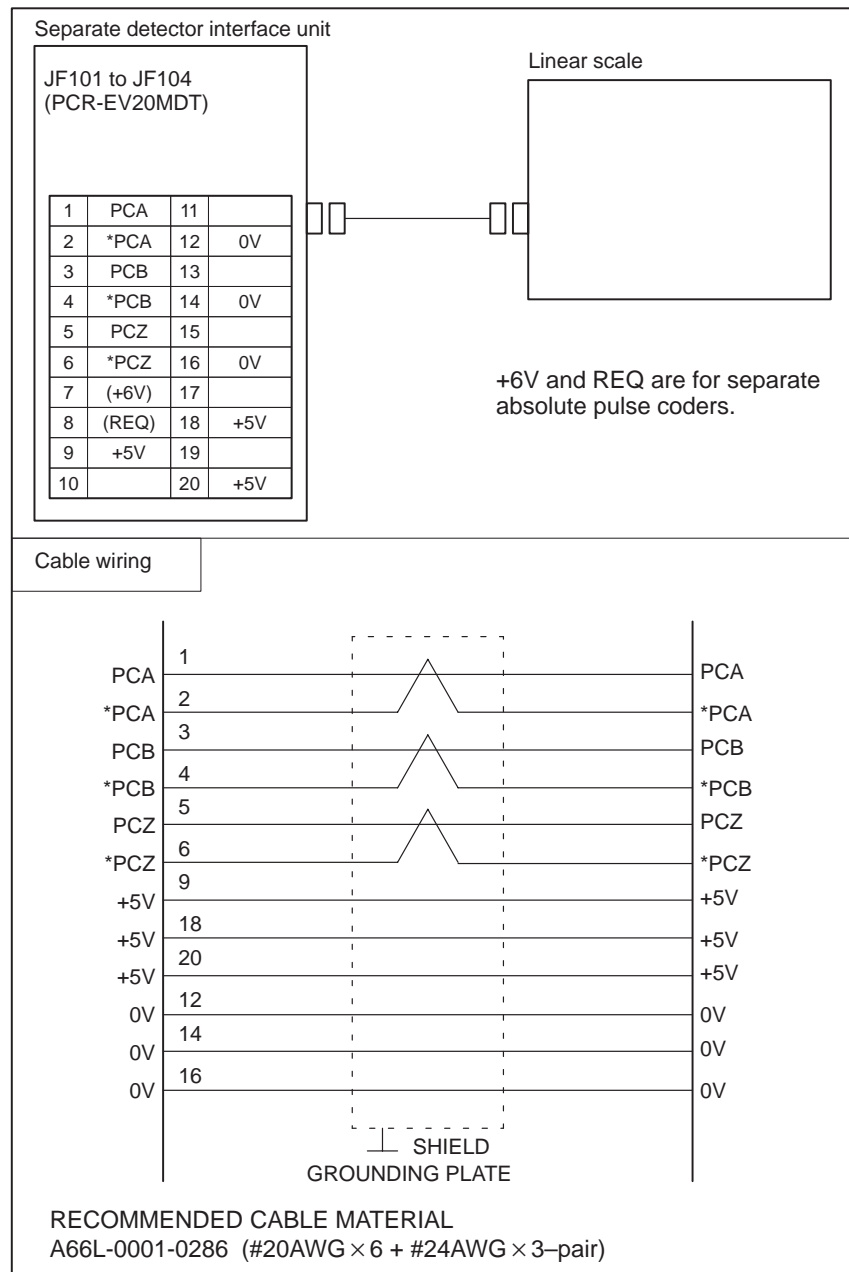 Separate detector interface unit
JF101 to JF104
(PCR-EV20MDT)
Linear scale
1 PCA 11
2 *PCA 12 0V
3 PCB 13
4 *PCB 14 0V
5 PCZ 15
6 *PCZ 16 0V
7 (+6V) 17
8 (REQ) 18 +5V
9 +5V 19
10 20 +5V
+6V and REQ are for separate
absolute pulse coders.
Cable wiring
PCA 1 PCA
*PCA 2 *PCA
PCB 3 PCB
*PCB 4 *PCB
PCZ 5 PCZ
*PCZ 6 *PCZ
+5V 9 +5V
+5V 18 +5V
+5V 20 +5V
0V 12 0V
0V 14 0V
0V 16 0V
SHIELD
GROUNDING PLATE
RECOMMENDED CABLE MATERIAL
A66L-0001-0286 (#20AWG×6 + #24AWG×3–pair)